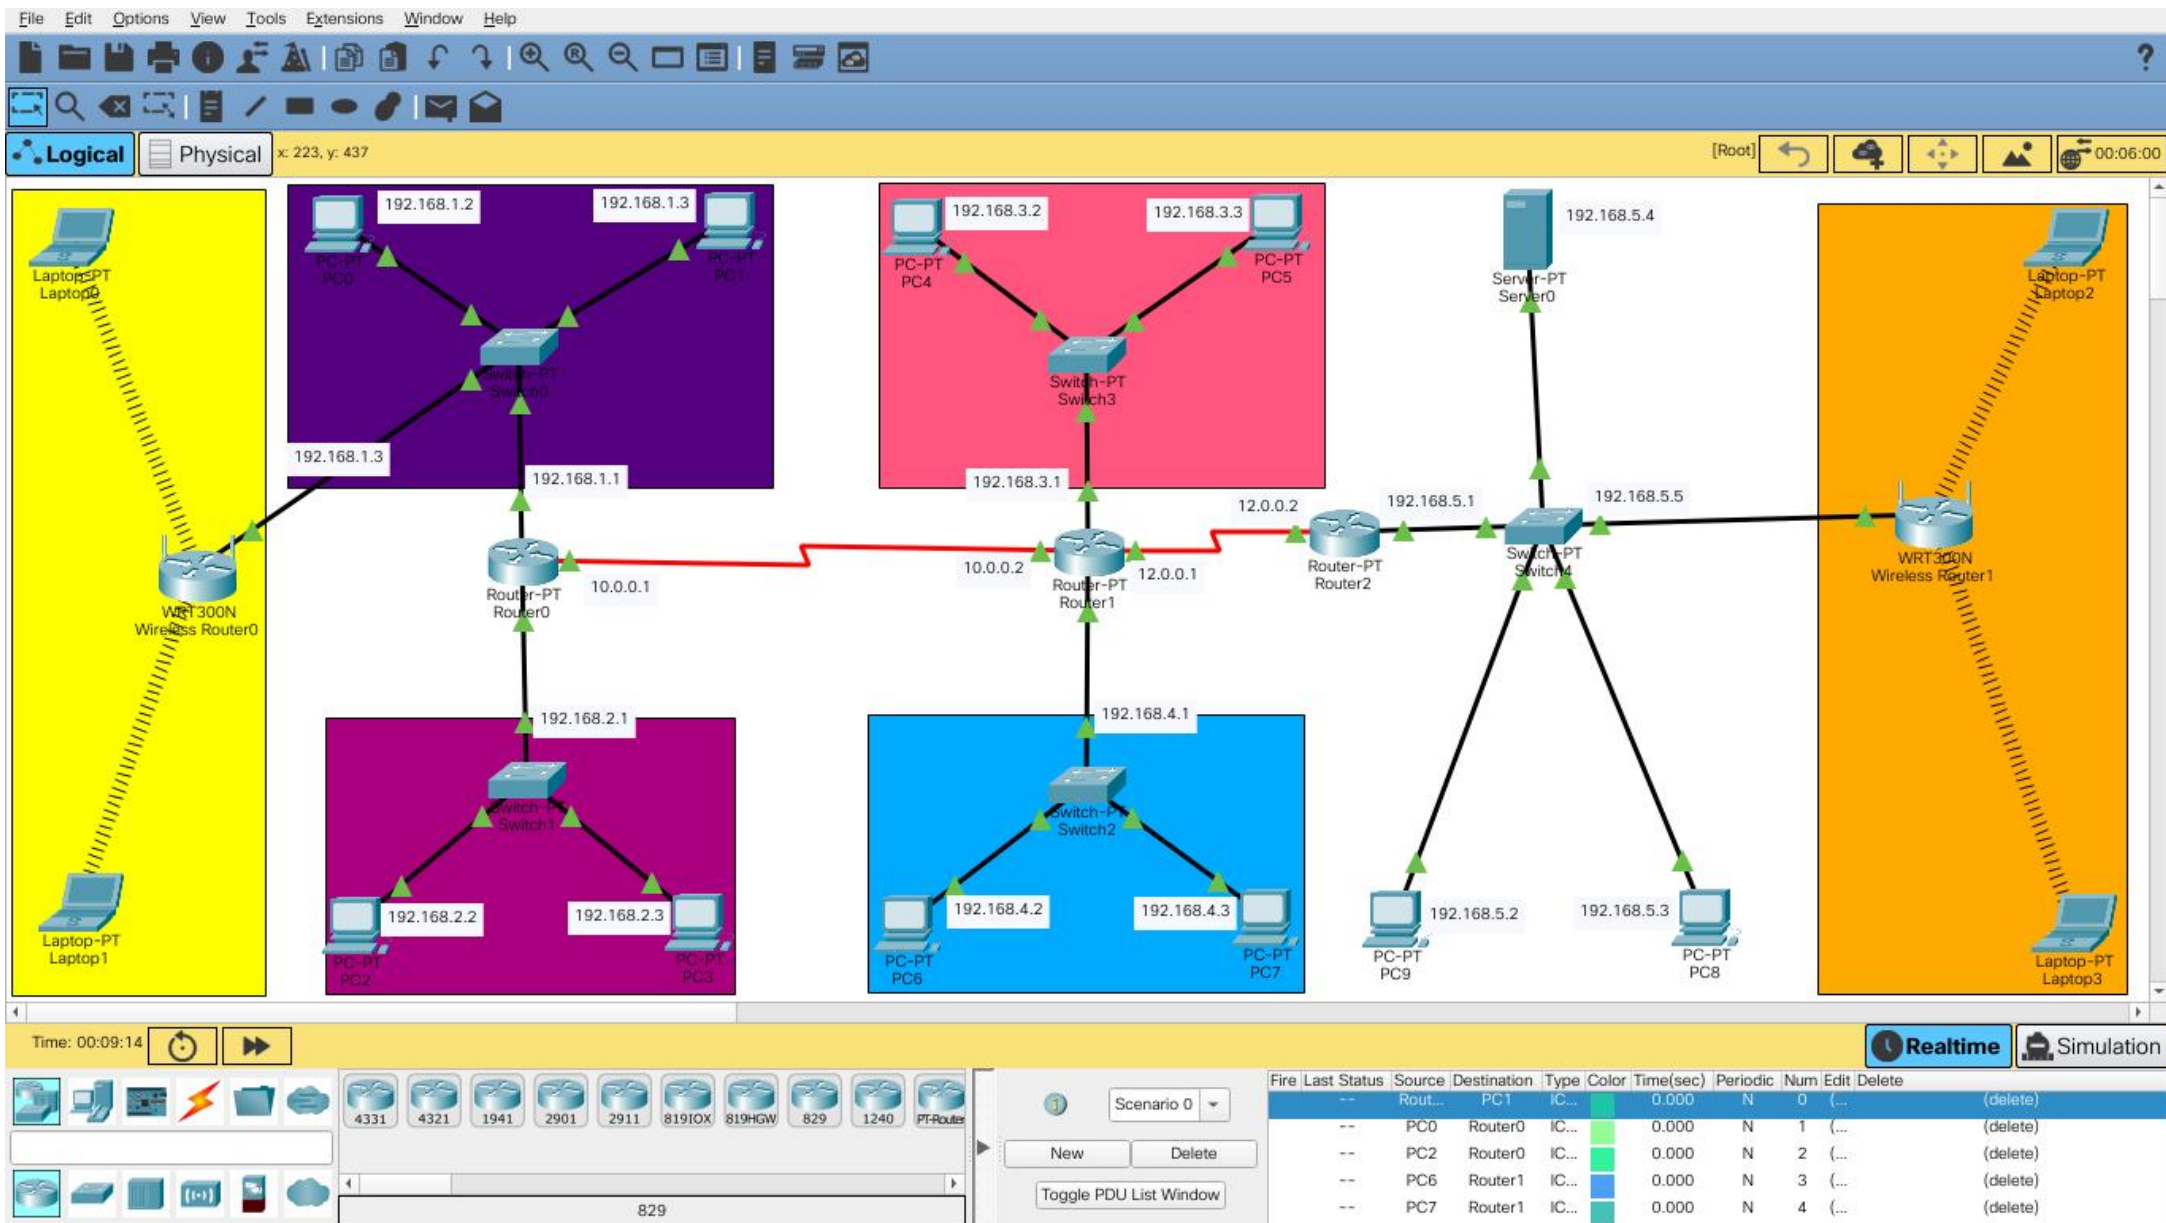 File Edit Options View Tools Extensions Window Help
Logical Physical x: 223, y: 437 [Root] 00:06:00
192.168.1.2 192.168.1.3 192.168.3.2 192.168.3.3 192.168.5.4
Laptop-PT
Laptop0
PC-PT
PC0
PC-PT
PC1
PC-PT
PC4
PC-PT
PC5
Server-PT
Server0
Laptop-PT
Laptop2
Switch-PT
Switch0
Switch-PT
Switch3
192.168.1.3
192.168.1.1
192.168.3.1
12.0.0.2
192.168.5.1
192.168.5.5
Switch-PT
Switch4
WRT300N
Wireless Router1
Router-PT
Router2
10.0.0.2
12.0.0.1
Router-PT
Router1
10.0.0.1
Router-PT
Router0
WRT300N
Wireless Router0
192.168.2.1
192.168.4.1
Switch-PT
Switch1
Switch-PT
Switch2
192.168.2.2 192.168.2.3 192.168.4.2 192.168.4.3 192.168.5.2 192.168.5.3
Laptop-PT
Laptop1
PC-PT
PC2
PC-PT
PC3
PC-PT
PC6
PC-PT
PC7
PC-PT
PC9
PC-PT
PC8
Laptop-PT
Laptop3
Time: 00:09:14 Realtime Simulation
4331 4321 1941 2901 2911 819IOX 819HGW 829 1240 PT-Router
829
Scenario 0
New Delete
Toggle PDU List Window
Fire Last Status Source Destination Type Color Time(sec) Periodic Num Edit Delete
-- Rout... PC1 IC... 0.000 N 0 (... (delete)
-- PC0 Router0 IC... 0.000 N 1 (... (delete)
-- PC2 Router0 IC... 0.000 N 2 (... (delete)
-- PC6 Router1 IC... 0.000 N 3 (... (delete)
-- PC7 Router1 IC... 0.000 N 4 (... (delete)